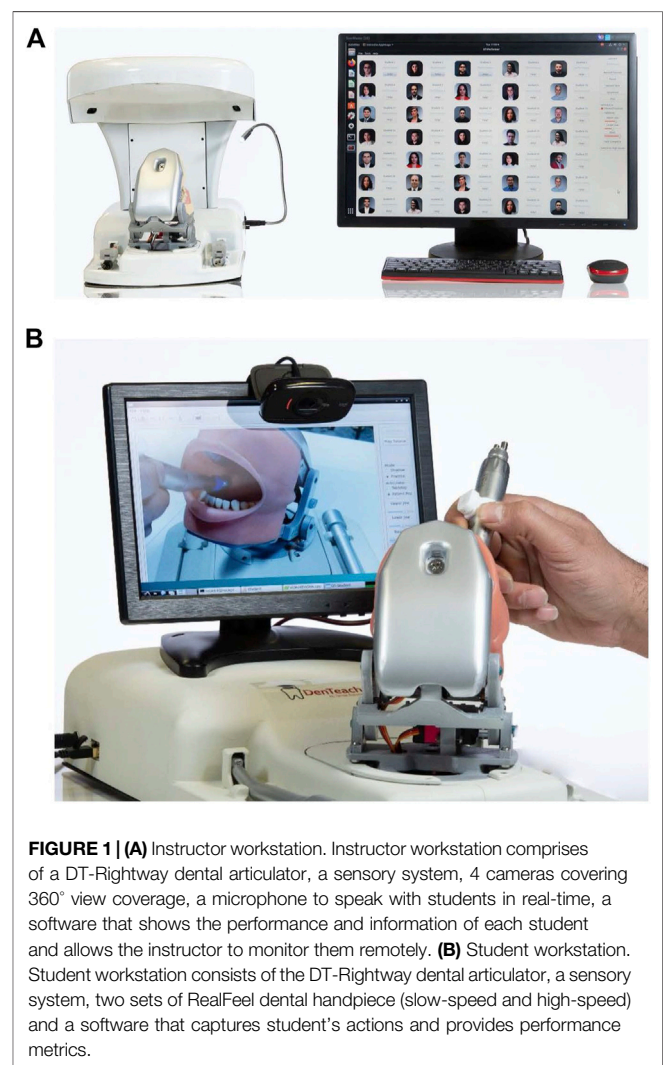 A
B
DenTeach
FIGURE 1 | (A) Instructor workstation. Instructor workstation comprises
of a DT-Rightway dental articulator, a sensory system, 4 cameras covering
360° view coverage, a microphone to speak with students in real-time, a
software that shows the performance and information of each student
and allows the instructor to monitor them remotely. (B) Student workstation.
Student workstation consists of the DT-Rightway dental articulator, a sensory
system, two sets of RealFeel dental handpiece (slow-speed and high-speed)
and a software that captures student's actions and provides performance
metrics.